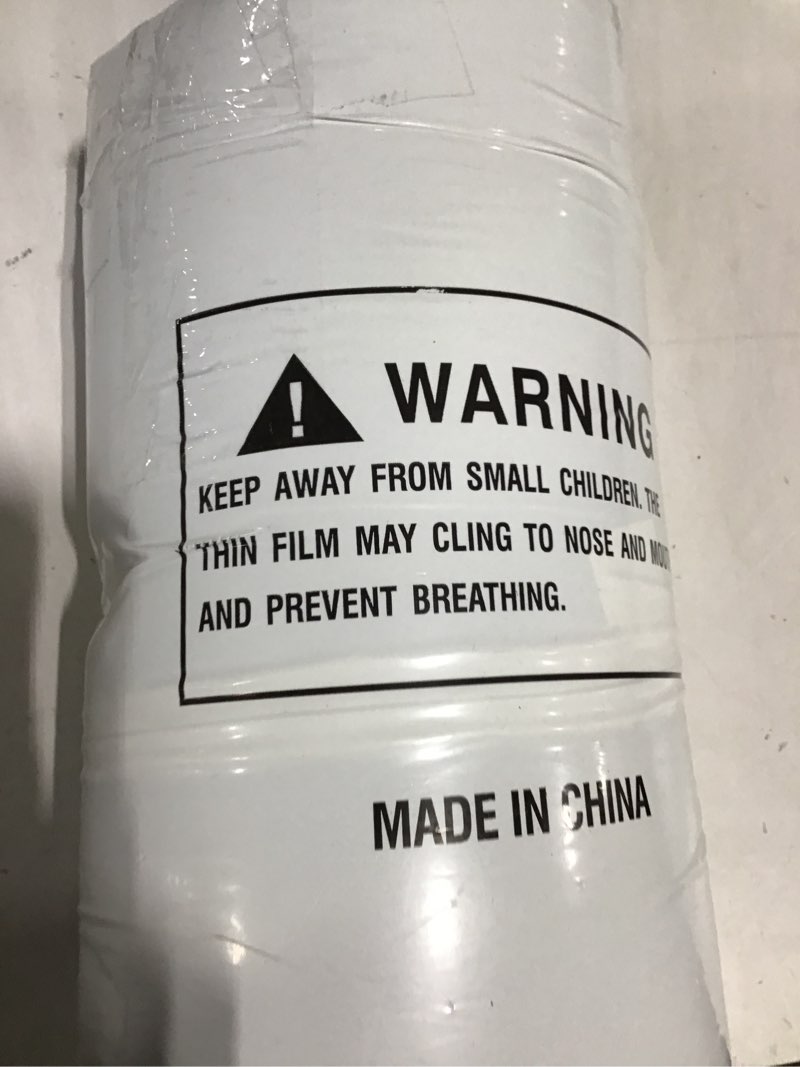 WARNING
KEEP AWAY FROM SMALL CHILDREN. THE
THIN FILM MAY CLING TO NOSE AND
AND PREVENT BREATHING.
MADE IN CHINA